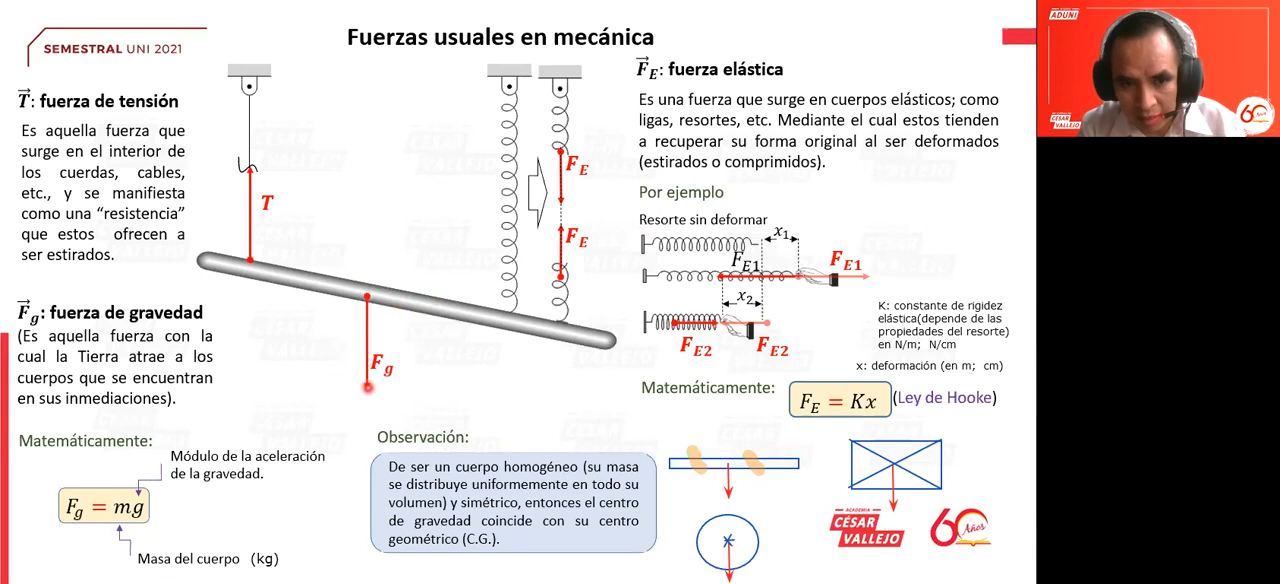 SEMESTRAL UNI 2021
Fuerzas usuales en mecánica
T: fuerza de tensión
Es aquella fuerza que
surge en el interior de
los cuerdas, cables,
etc., y se manifiesta
como una “resistencia”
que estos ofrecen a
ser estirados.
F_g: fuerza de gravedad
(Es aquella fuerza con la
cual la Tierra atrae a los
cuerpos que se encuentran
en sus inmediaciones).
Matemáticamente:
Módulo de la aceleración
de la gravedad.
F_g = mg
Masa del cuerpo (kg)
T
F_g
F_E
F_E
Observación:
De ser un cuerpo homogéneo (su masa
se distribuye uniformemente en todo su
volumen) y simétrico, entonces el centro
de gravedad coincide con su centro
geométrico (C.G.).
F_E: fuerza elástica
Es una fuerza que surge en cuerpos elásticos; como
ligas, resortes, etc. Mediante el cual estos tienden
a recuperar su forma original al ser deformados
(estirados o comprimidos).
Por ejemplo
Resorte sin deformar
x_1
F_E1
F_E1
x_2
F_E2
F_E2
K: constante de rigidez
elástica(depende de las
propiedades del resorte)
en N/m; N/cm
x: deformación (en m; cm)
Matemáticamente:
F_E = Kx
(Ley de Hooke)
ACADEMIA
CÉSAR
VALLEJO
60 Años
ADUNI
CÉSAR
VALLEJO
60 Años